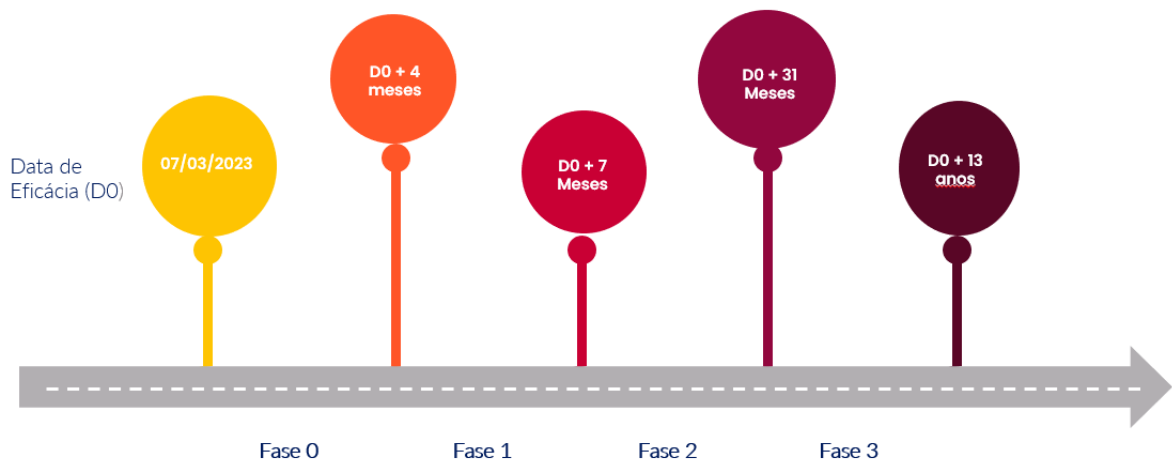 Data de
Eficácia (D0)
07/03/2023
D0 + 4
meses
D0 + 7
Meses
D0 + 31
Meses
D0 + 13
anos
Fase 0
Fase 1
Fase 2
Fase 3